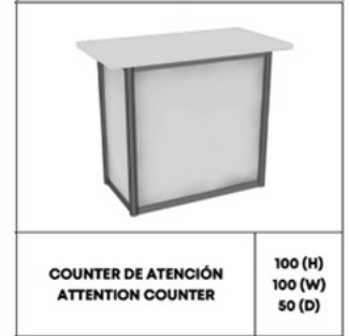 COUNTER DE ATENCIÓN
ATTENTION COUNTER
100 (H)
100 (W)
50 (D)